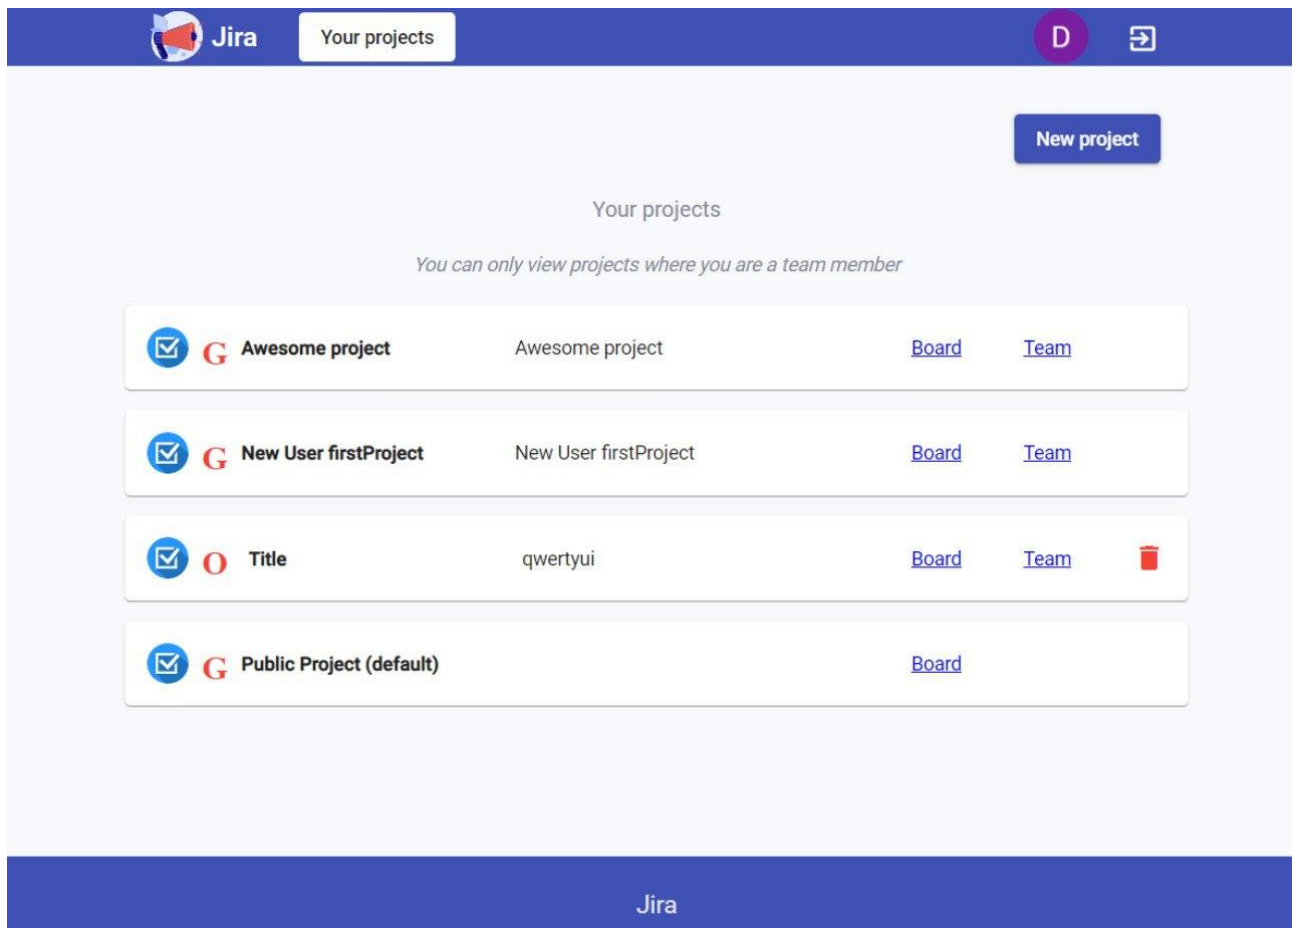 Jira Your projects D
New project
Your projects
You can only view projects where you are a team member
G Awesome project Awesome project Board Team
G New User firstProject New User firstProject Board Team
O Title qwertyui Board Team
G Public Project (default) Board
Jira